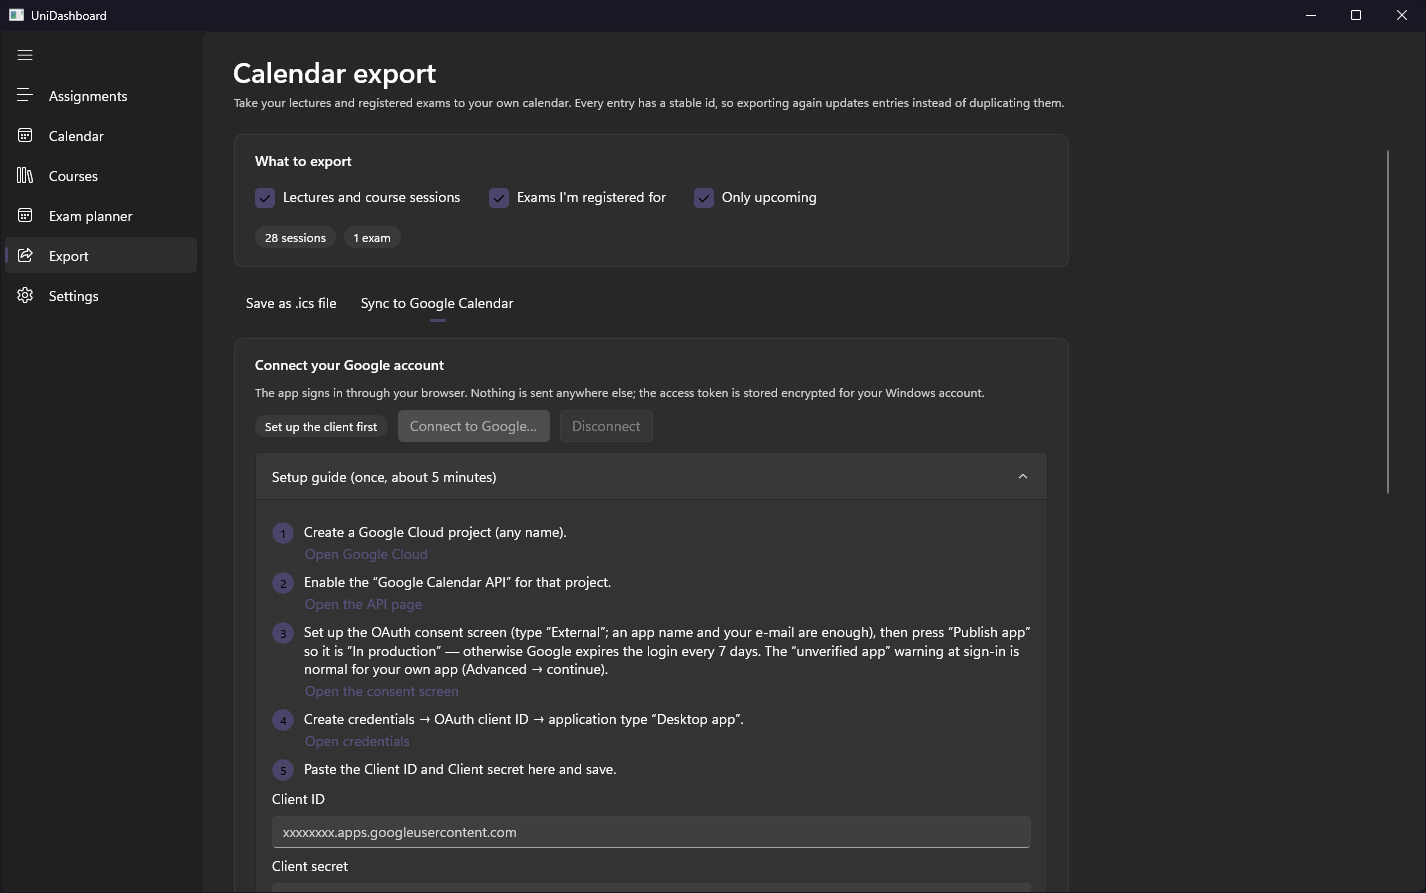 UniDashboard
Assignments
Calendar
Courses
Exam planner
Export
Settings
Calendar export
Take your lectures and registered exams to your own calendar. Every entry has a stable id, so exporting again updates entries instead of duplicating them.
What to export
Lectures and course sessions
Exams I'm registered for
Only upcoming
28 sessions
1 exam
Save as .ics file
Sync to Google Calendar
Connect your Google account
The app signs in through your browser. Nothing is sent anywhere else; the access token is stored encrypted for your Windows account.
Set up the client first
Connect to Google...
Disconnect
Setup guide (once, about 5 minutes)
1 Create a Google Cloud project (any name).
Open Google Cloud
2 Enable the “Google Calendar API” for that project.
Open the API page
3 Set up the OAuth consent screen (type “External”; an app name and your e-mail are enough), then press “Publish app”
so it is “In production” — otherwise Google expires the login every 7 days. The “unverified app” warning at sign-in is
normal for your own app (Advanced → continue).
Open the consent screen
4 Create credentials → OAuth client ID → application type “Desktop app”.
Open credentials
5 Paste the Client ID and Client secret here and save.
Client ID
xxxxxxxx.apps.googleusercontent.com
Client secret